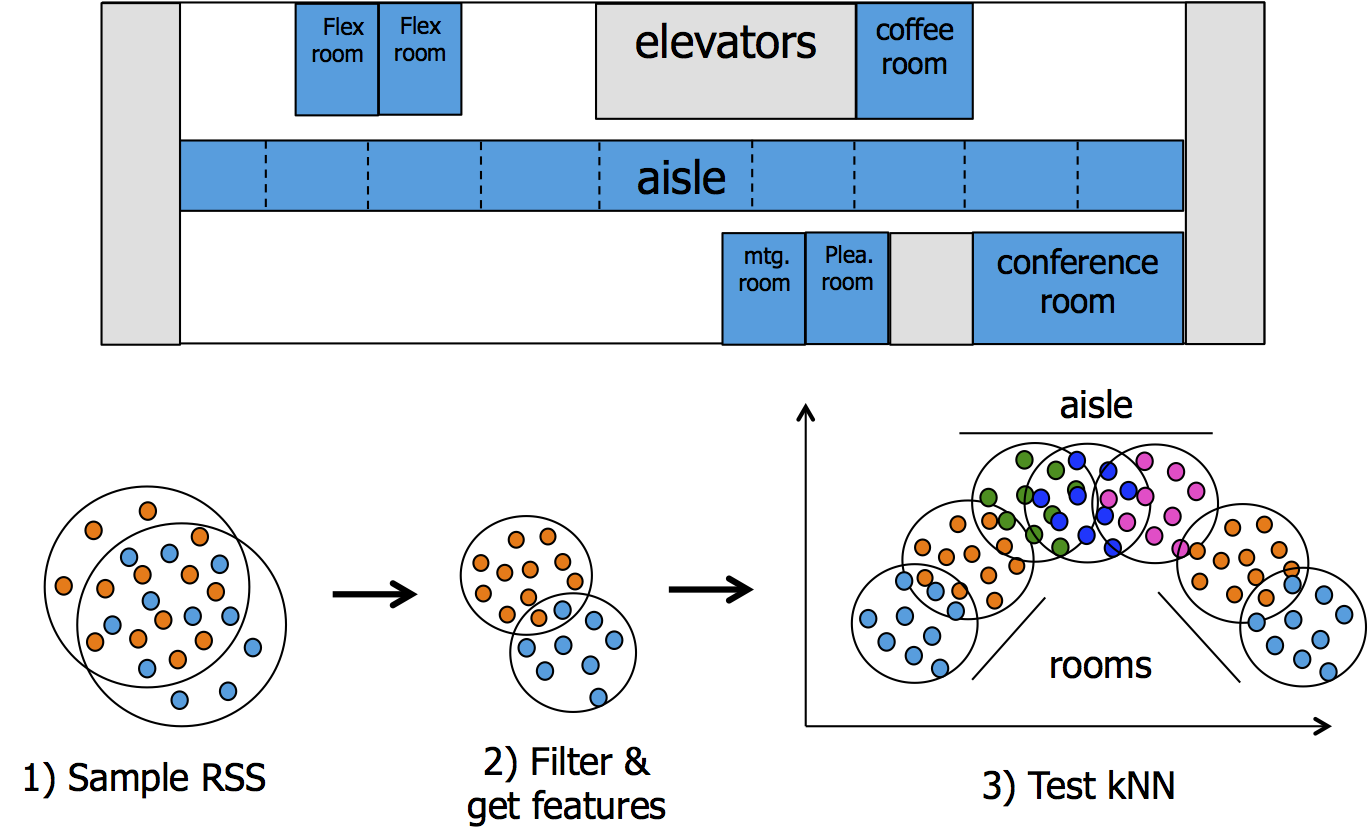 Flex
room
Flex
room
elevators
coffee
room
aisle
mtg.
room
Plea.
room
conference
room
aisle
rooms
1) Sample RSS
2) Filter &
get features
3) Test kNN